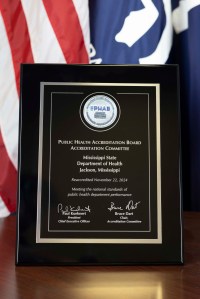 PHAB
PUBLIC HEALTH ACCREDITATION BOARD
ACCREDITATION COMMITTEE
Mississippi State
Department of Health
Jackson, Mississippi
Reaccredited November 22, 2024
Meeting the national standards of
public health department performance
Paul Kuehnert
President
Chief Executive Officer
Bruce Dart
Chair,
Accreditation Committee